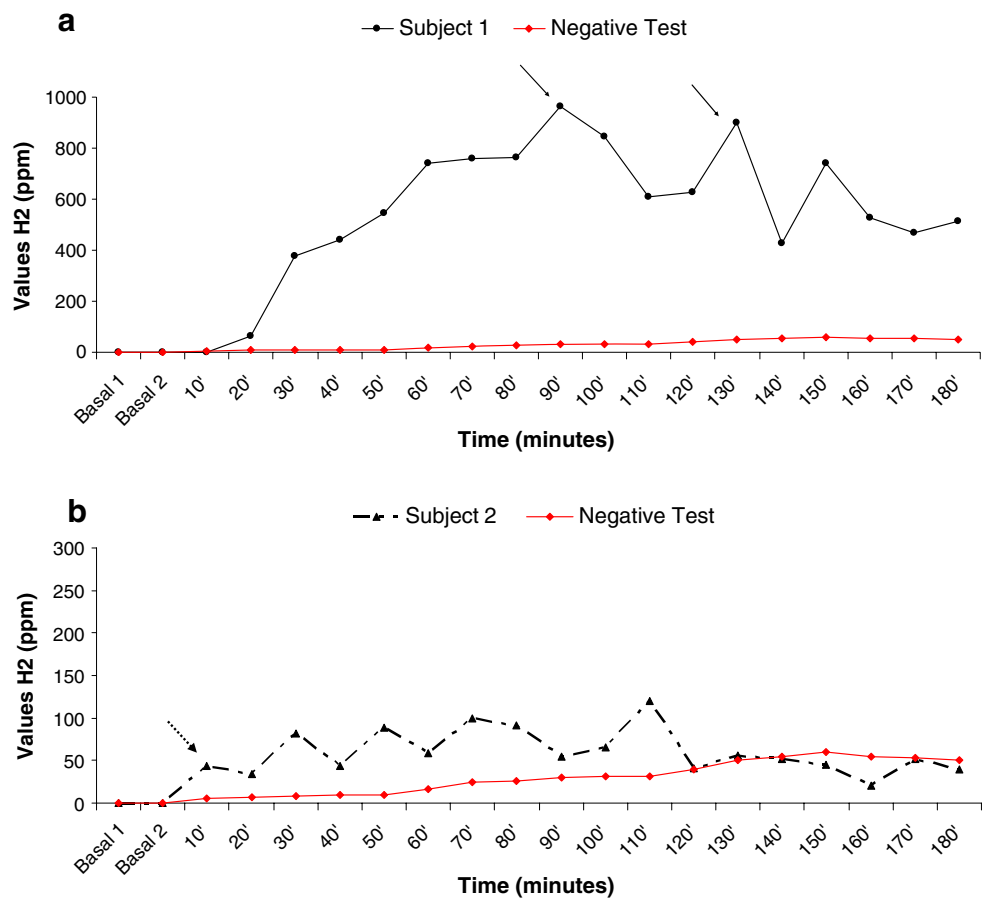 a
Subject 1 Negative Test
Values H2 (ppm)
1000
800
600
400
200
0
Basal 1 Basal 2 10' 20' 30' 40' 50' 60' 70' 80' 90' 100' 110' 120' 130' 140' 150' 160' 170' 180'
Time (minutes)
b
Subject 2 Negative Test
Values H2 (ppm)
300
250
200
150
100
50
0
Basal 1 Basal 2 10' 20' 30' 40' 50' 60' 70' 80' 90' 100' 110' 120' 130' 140' 150' 160' 170' 180'
Time (minutes)